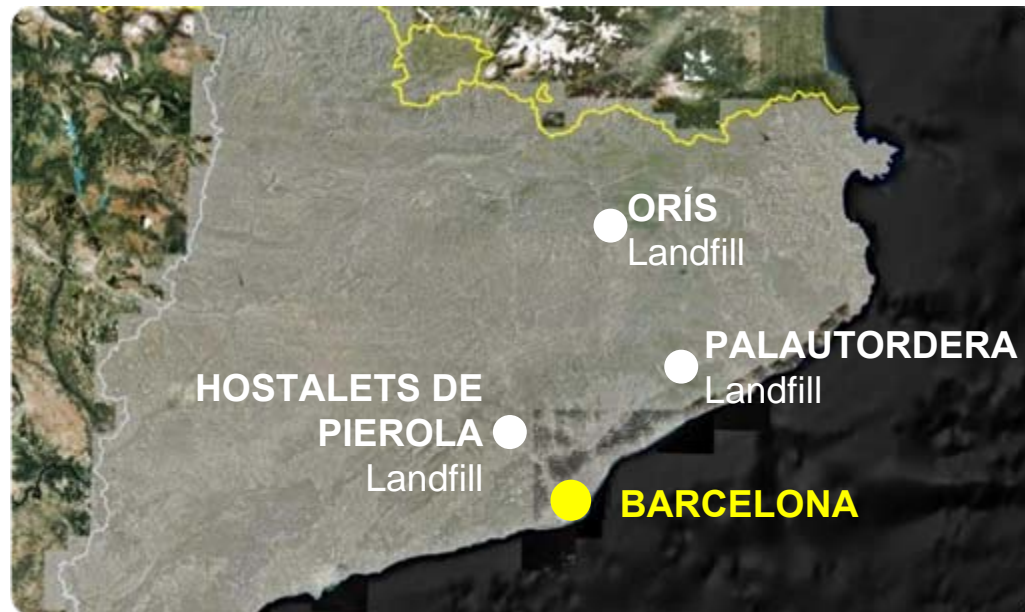 ORÍS
Landfill
PALAUTORDERA
Landfill
HOSTALETS DE
PIEROLA
Landfill
BARCELONA